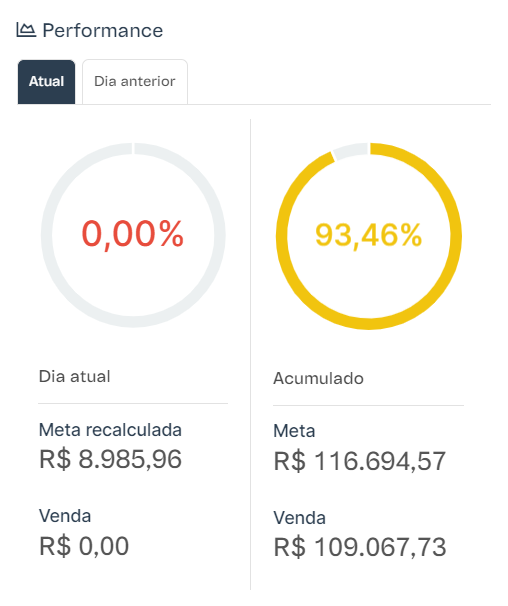 Performance
Atual
Dia anterior
0,00%
Dia atual
Meta recalculada
R$ 8.985,96
Venda
R$ 0,00
93,46%
Acumulado
Meta
R$ 116.694,57
Venda
R$ 109.067,73